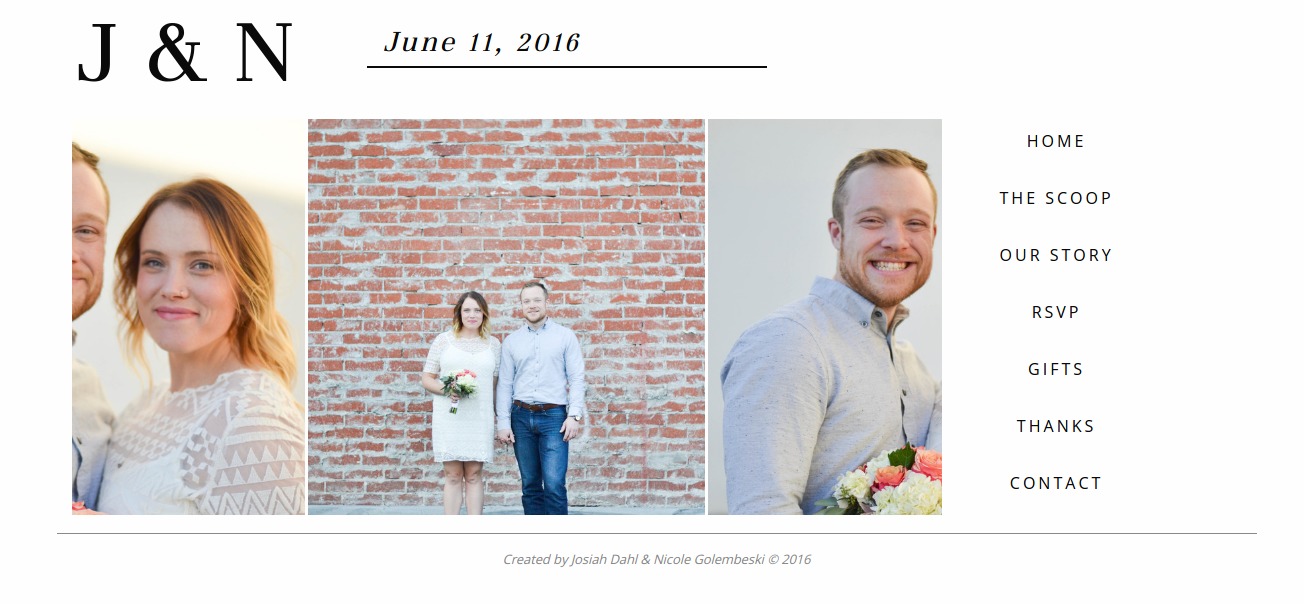 J & N
June 11, 2016
HOME
THE SCOOP
OUR STORY
RSVP
GIFTS
THANKS
CONTACT
Created by Josiah Dahl & Nicole Golembeski © 2016